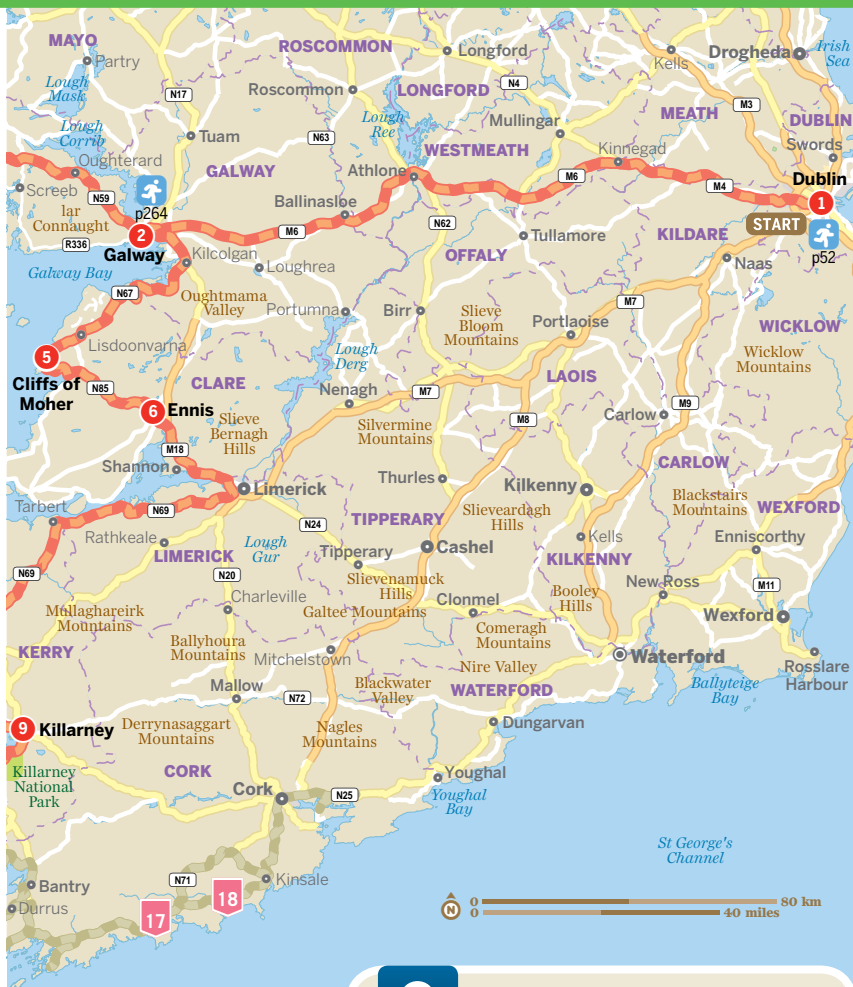 MAYO
Partry
Lough
Mask
Lough
Corrib
Oughterard
Screeb
N59
Iar
Connaught
R336
Galway Bay
N17
Tuam
GALWAY
p264
2
Galway
ROSCOMMON
Roscommon
N63
Lough
Ree
Athlone
Ballinasloe
M6
Longford
LONGFORD
N4
Mullingar
WESTMEATH
Kells
Drogheda
Irish
Sea
M3
MEATH
DUBLIN
Swords
Kinnegad
M6
M4
Dublin
1
START
p52
KILDARE
Naas
N62
Tullamore
OFFALY
Kilcolgan
Loughrea
N67
Oughtmama
Valley
Portumna
Birr
Slieve
Bloom
Mountains
Portlaoise
M7
WICKLOW
Wicklow
Mountains
Lisdoonvarna
5
Cliffs of
Moher
N85
CLARE
Lough
Derg
Nenagh
M7
LAOIS
6
Ennis
Slieve
Bernagh
Hills
Silvermine
Mountains
M8
Carlow
M9
M18
Shannon
CARLOW
Limerick
Thurles
Kilkenny
Blackstairs
Mountains
WEXFORD
Tarbert
N69
N24
TIPPERARY
Slieveardagh
Hills
Rathkeale
LIMERICK
Lough
Gur
Tipperary
Cashel
Kells
KILKENNY
Enniscorthy
N69
N20
Slievenamuck
Hills
New Ross
M11
Charleville
Galtee Mountains
Clonmel
Booley
Hills
Wexford
Mullaghareirk
Mountains
Ballyhoura
Mountains
Comeragh
Mountains
KERRY
Mitchelstown
Nire Valley
Waterford
Rosslare
Harbour
Mallow
N72
Blackwater
Valley
WATERFORD
Ballyteige
Bay
9
Killarney
Derrynasaggart
Mountains
Nagles
Mountains
Dungarvan
Killarney
National
Park
CORK
Cork
N25
Youghal
Youghal
Bay
St George's
Channel
N71
Kinsale
Bantry
Durrus
17
18
N
0
80 km
0
40 miles